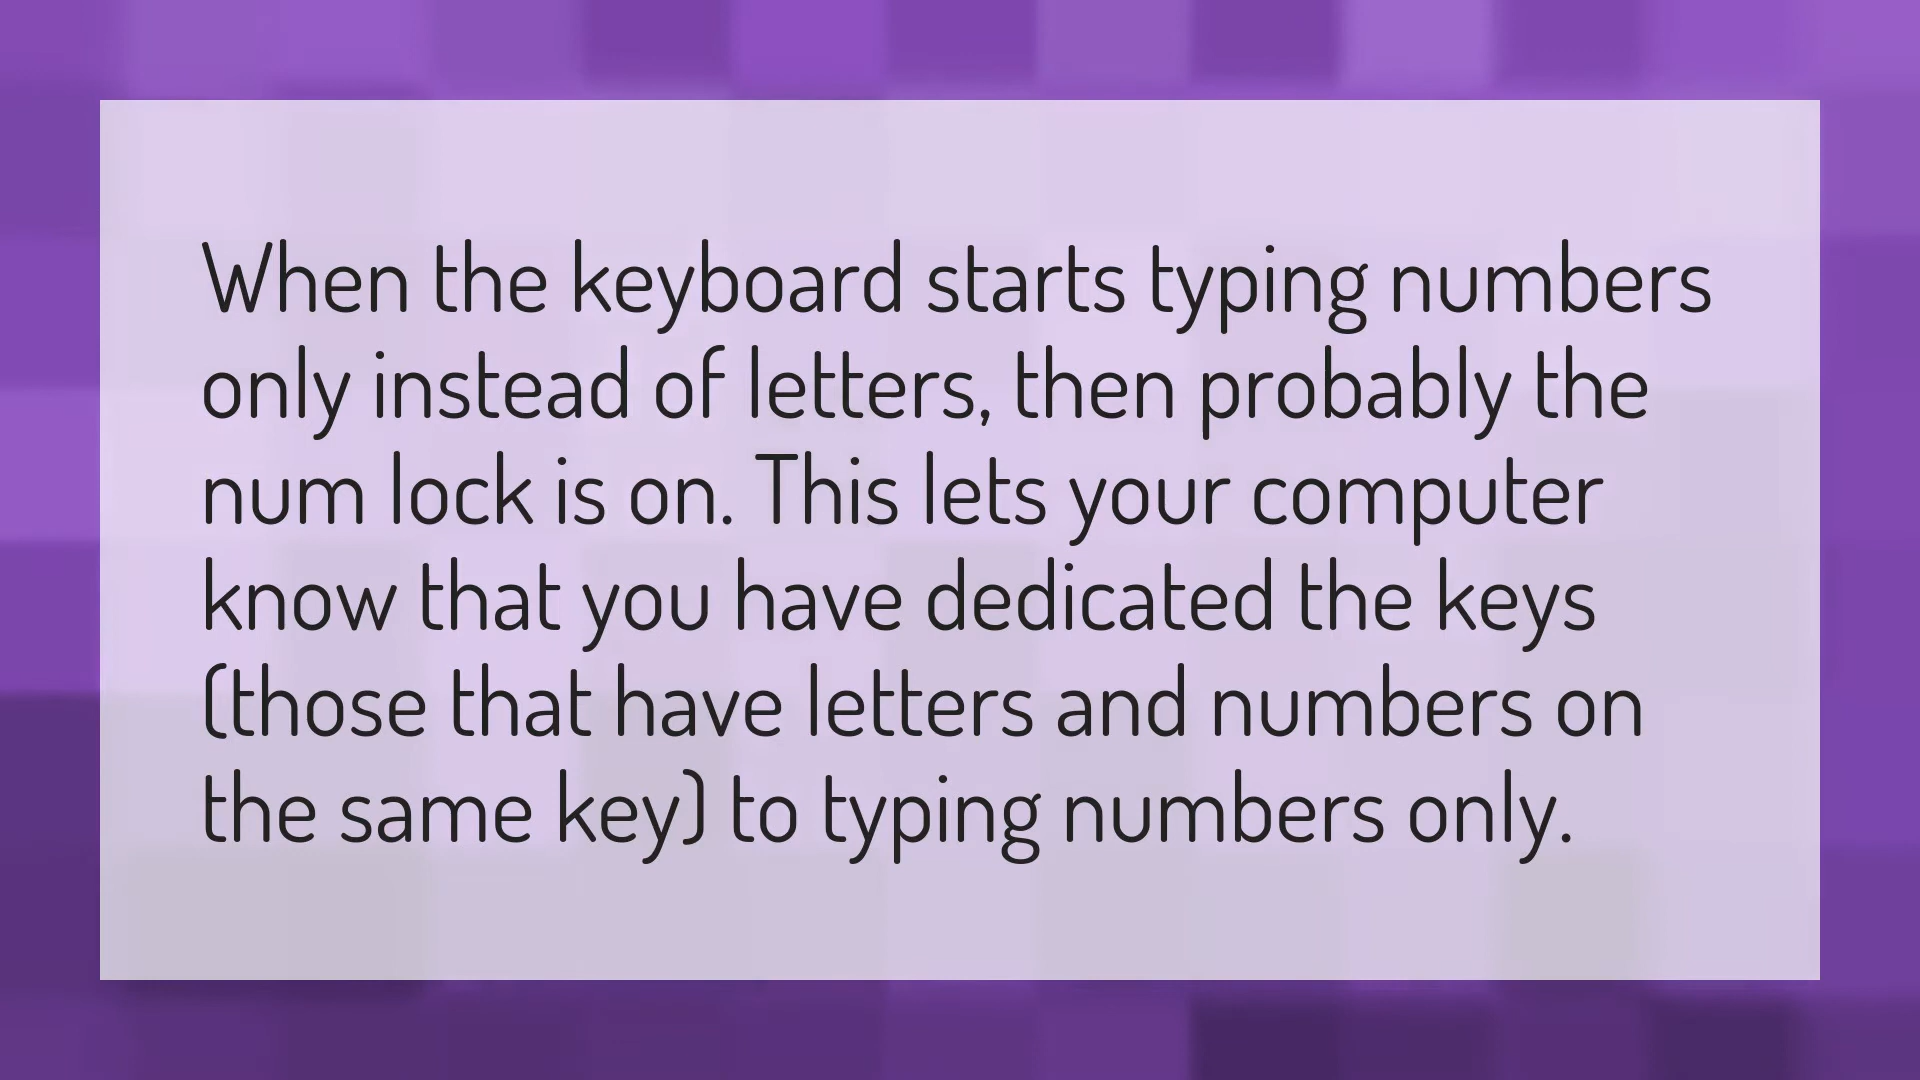 When the keyboard starts typing numbers
only instead of letters, then probably the
num lock is on. This lets your computer
know that you have dedicated the keys
(those that have letters and numbers on
the same key) to typing numbers only.